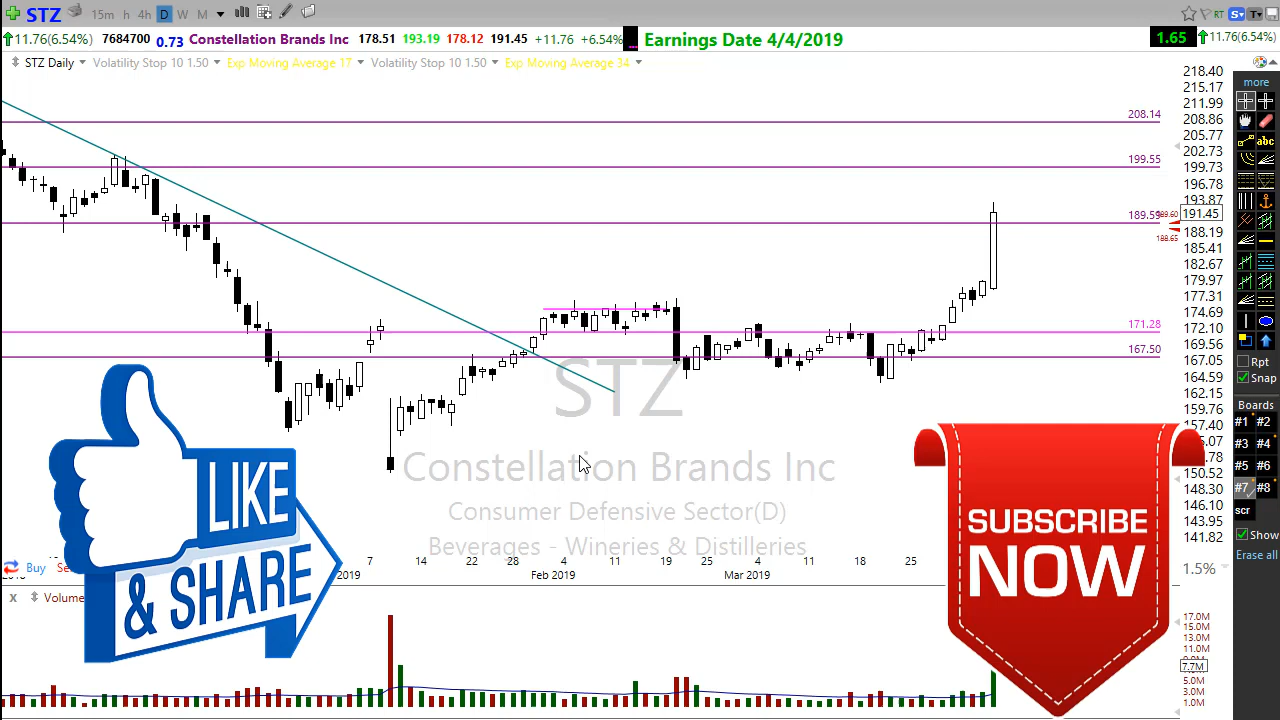 STZ 15m h 4h D W M RT S T
11.76(6.54%) 7684700 0.73 Constellation Brands Inc 178.51 193.19 178.12 191.45 +11.76 +6.54% Earnings Date 4/4/2019 1.65 11.76(6.54%)
STZ Daily Volatility Stop 10 1.50 Exp Moving Average 17 Volatility Stop 10 1.50 Exp Moving Average 34
218.40
215.17
211.99
208.86
205.77
202.73
199.73
196.78
193.87
191.45
188.19
185.41
182.67
179.97
177.31
174.69
172.10
169.56
167.05
164.59
162.15
159.76
157.40
150.52
148.30
146.10
143.95
141.82
208.14
199.55
189.59
188.65
171.28
167.50
more
abc
Rpt
Snap
Boards
#1 #2
#3 #4
#5 #6
#7 #8
scr
Show
Erase all
1.5%
STZ
Constellation Brands Inc
Consumer Defensive Sector(D)
Beverages - Wineries & Distilleries
LIKE
& SHARE
SUBSCRIBE
NOW
Buy
7 14 22 28 4 11 19 25 4 11 18 25
2019 Feb 2019 Mar 2019
X Volume
17.0M
15.0M
13.0M
11.0M
7.7M
5.0M
3.0M
1.0M